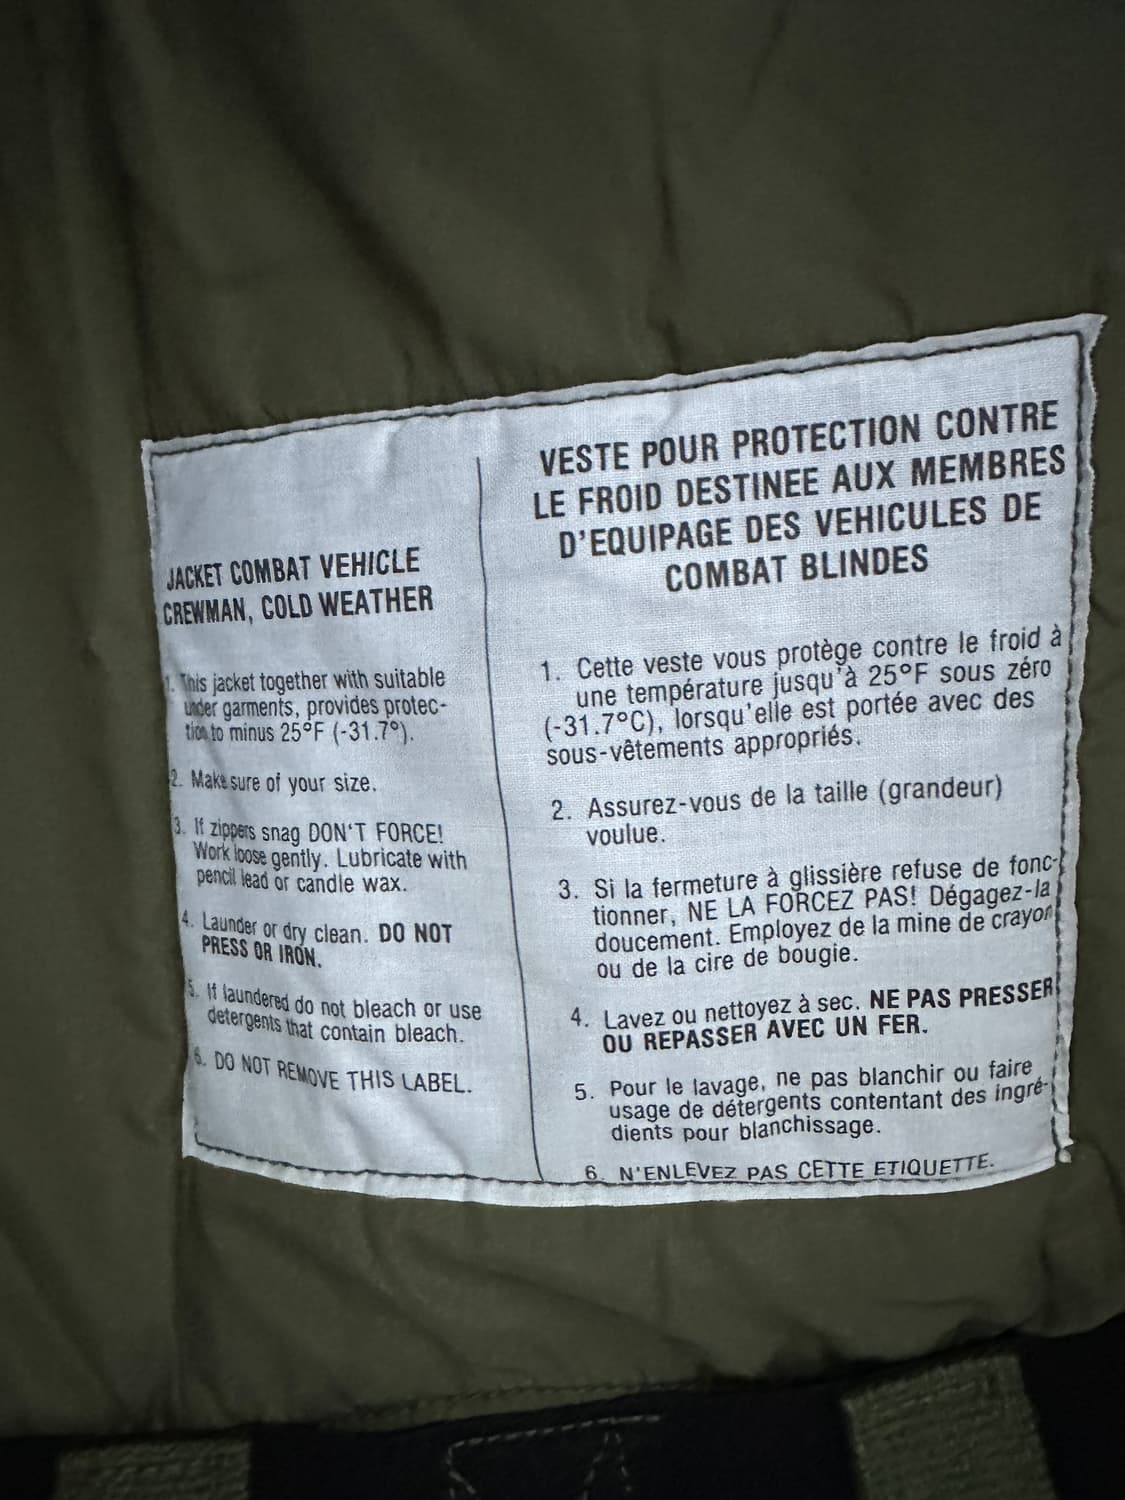 JACKET COMBAT VEHICLE
CREWMAN, COLD WEATHER
1. This jacket together with suitable
under garments, provides protec-
tion to minus 25°F (-31.7°).
2. Make sure of your size.
3. If zippers snag DON'T FORCE!
Work loose gently. Lubricate with
pencil lead or candle wax.
4. Launder or dry clean. DO NOT
PRESS OR IRON.
5. If laundered do not bleach or use
detergents that contain bleach.
6. DO NOT REMOVE THIS LABEL.
VESTE POUR PROTECTION CONTRE
LE FROID DESTINEE AUX MEMBRES
D'EQUIPAGE DES VEHICULES DE
COMBAT BLINDES
1. Cette veste vous protège contre le froid à
une température jusqu'à 25°F sous zéro
(-31.7°C), lorsqu'elle est portée avec des
sous-vêtements appropriés.
2. Assurez-vous de la taille (grandeur)
voulue.
3. Si la fermeture à glissière refuse de fonc-
tionner, NE LA FORCEZ PAS! Dégagez-la
doucement. Employez de la mine de crayon
ou de la cire de bougie.
4. Lavez ou nettoyez à sec. NE PAS PRESSER
OU REPASSER AVEC UN FER.
5. Pour le lavage, ne pas blanchir ou faire
usage de détergents contentant des ingré-
dients pour blanchissage.
6. N'ENLEVEZ PAS CETTE ETIQUETTE.